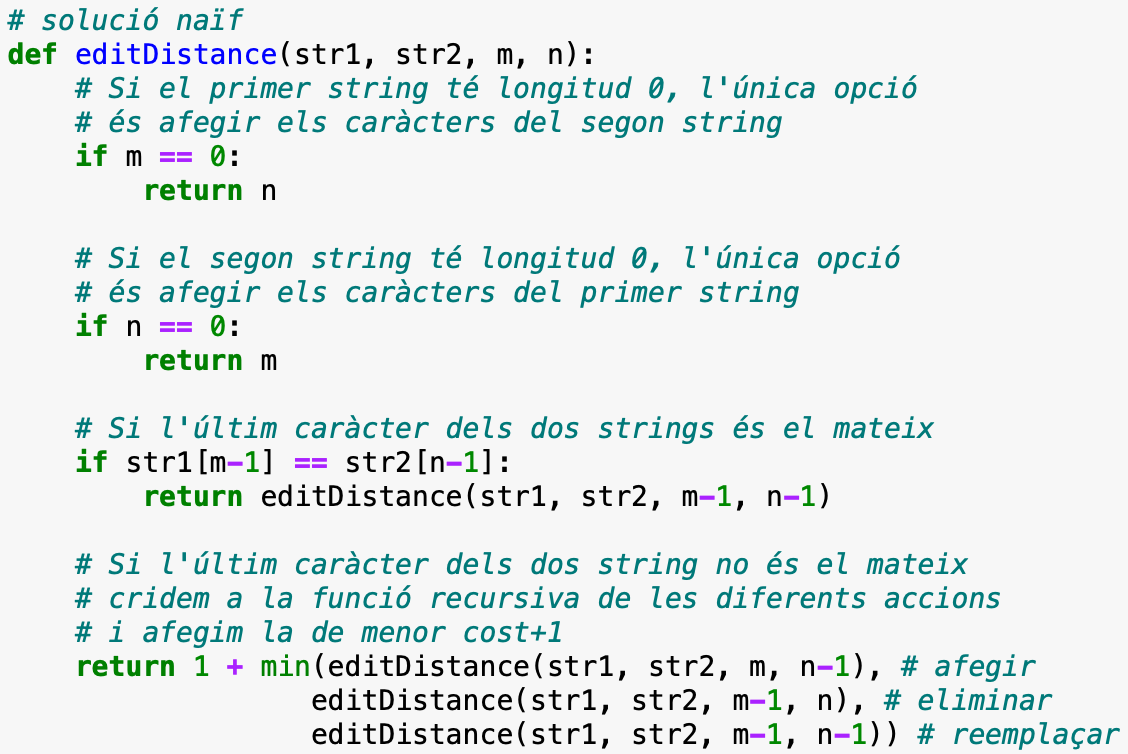 # solució naïf
def editDistance(str1, str2, m, n):
    # Si el primer string té longitud 0, l'única opció
    # és afegir els caràcters del segon string
    if m == 0:
        return n

    # Si el segon string té longitud 0, l'única opció
    # és afegir els caràcters del primer string
    if n == 0:
        return m

    # Si l'últim caràcter dels dos strings és el mateix
    if str1[m-1] == str2[n-1]:
        return editDistance(str1, str2, m-1, n-1)

    # Si l'últim caràcter dels dos string no és el mateix
    # cridem a la funció recursiva de les diferents accions
    # i afegim la de menor cost+1
    return 1 + min(editDistance(str1, str2, m, n-1), # afegir
                  editDistance(str1, str2, m-1, n), # eliminar
                  editDistance(str1, str2, m-1, n-1)) # reemplaçar